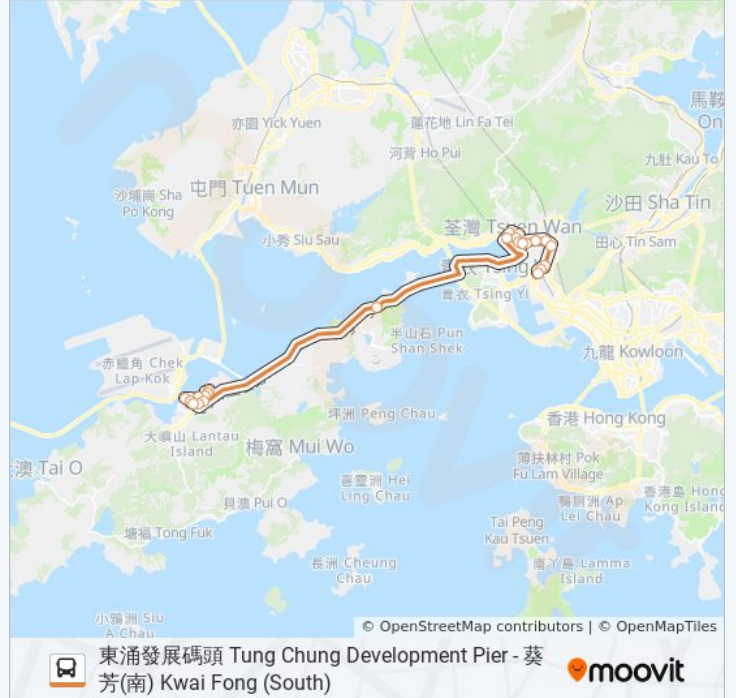 馬鞍
On
亦園 Yick Yuen
蓮花地 Lin Fa Tei
河背 Ho Pui
九肚 Kau To
沙埔崗 Sha
Po Kong
屯門 Tuen Mun
沙田 Sha Tin
荃灣 Tsuen Wan
小秀 Siu Sau
田心 Tin Sam
青衣 Tsing Yi
半山石 Pun
Shan Shek
九龍 Kowloon
赤鱲角 Chek
Lap Kok
坪洲 Peng Chau
香港 Hong Kong
大嶼山 Lantau
Island
梅窩 Mui Wo
澳 Tai O
薄扶林村 Pok
Fu Lam Village
喜靈洲 Hei
Ling Chau
鴨脷洲 Ap
Lei Chau
香港島 Hong
Kong Island
貝澳 Pui O
塘福 Tong Fuk
Tai Peng
Kau Tsuen
長洲 Cheung
Chau
南丫島 Lamma
Island
小鴉洲 Siu
A Chau
© OpenStreetMap contributors | © OpenMapTiles
東涌發展碼頭 Tung Chung Development Pier - 葵
芳(南) Kwai Fong (South)
moovit